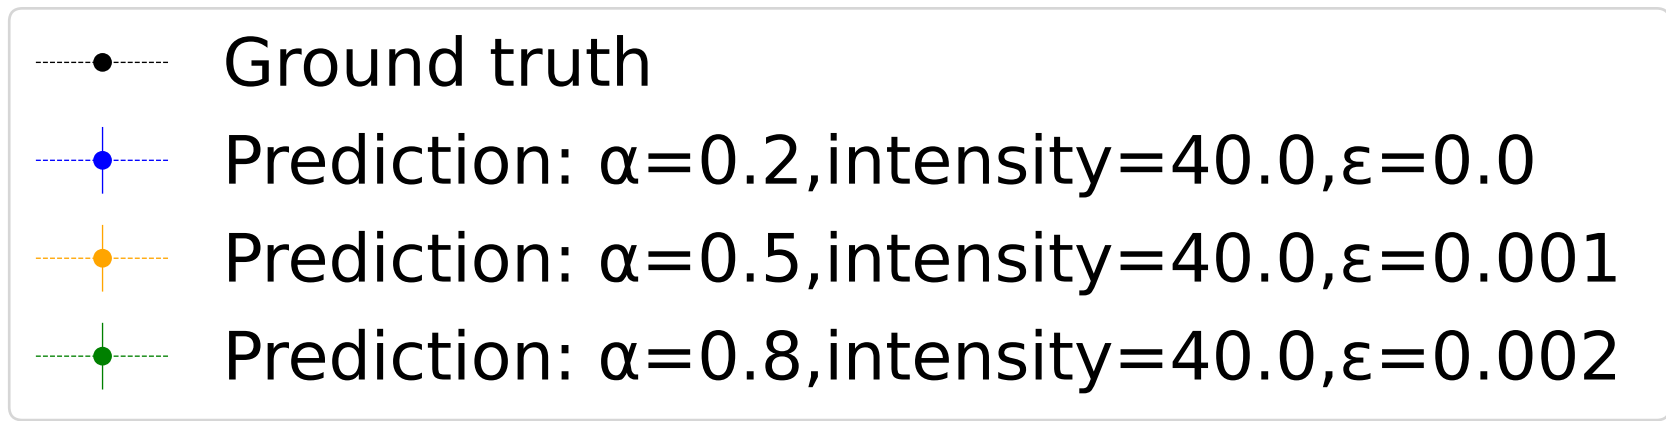 Ground truth
Prediction: α=0.2,intensity=40.0,ε=0.0
Prediction: α=0.5,intensity=40.0,ε=0.001
Prediction: α=0.8,intensity=40.0,ε=0.002